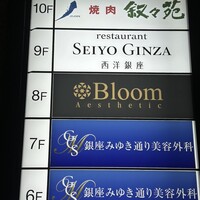 10F
焼肉 叙々苑
9F
restaurant
SEIYO GINZA
西洋銀座
8F
Bloom
Aesthetic
7F
銀座みゆき通り美容外科
6F
銀座みゆき通り美容外科